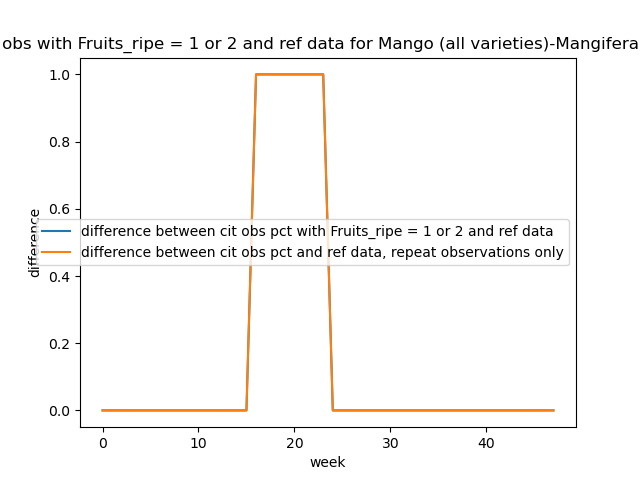 obs with Fruits_ripe = 1 or 2 and ref data for Mango (all varieties)-Mangifera
1.0
0.8
0.6
0.4
0.2
0.0
difference
difference between cit obs pct with Fruits_ripe = 1 or 2 and ref data
difference between cit obs pct and ref data, repeat observations only
0 10 20 30 40
week